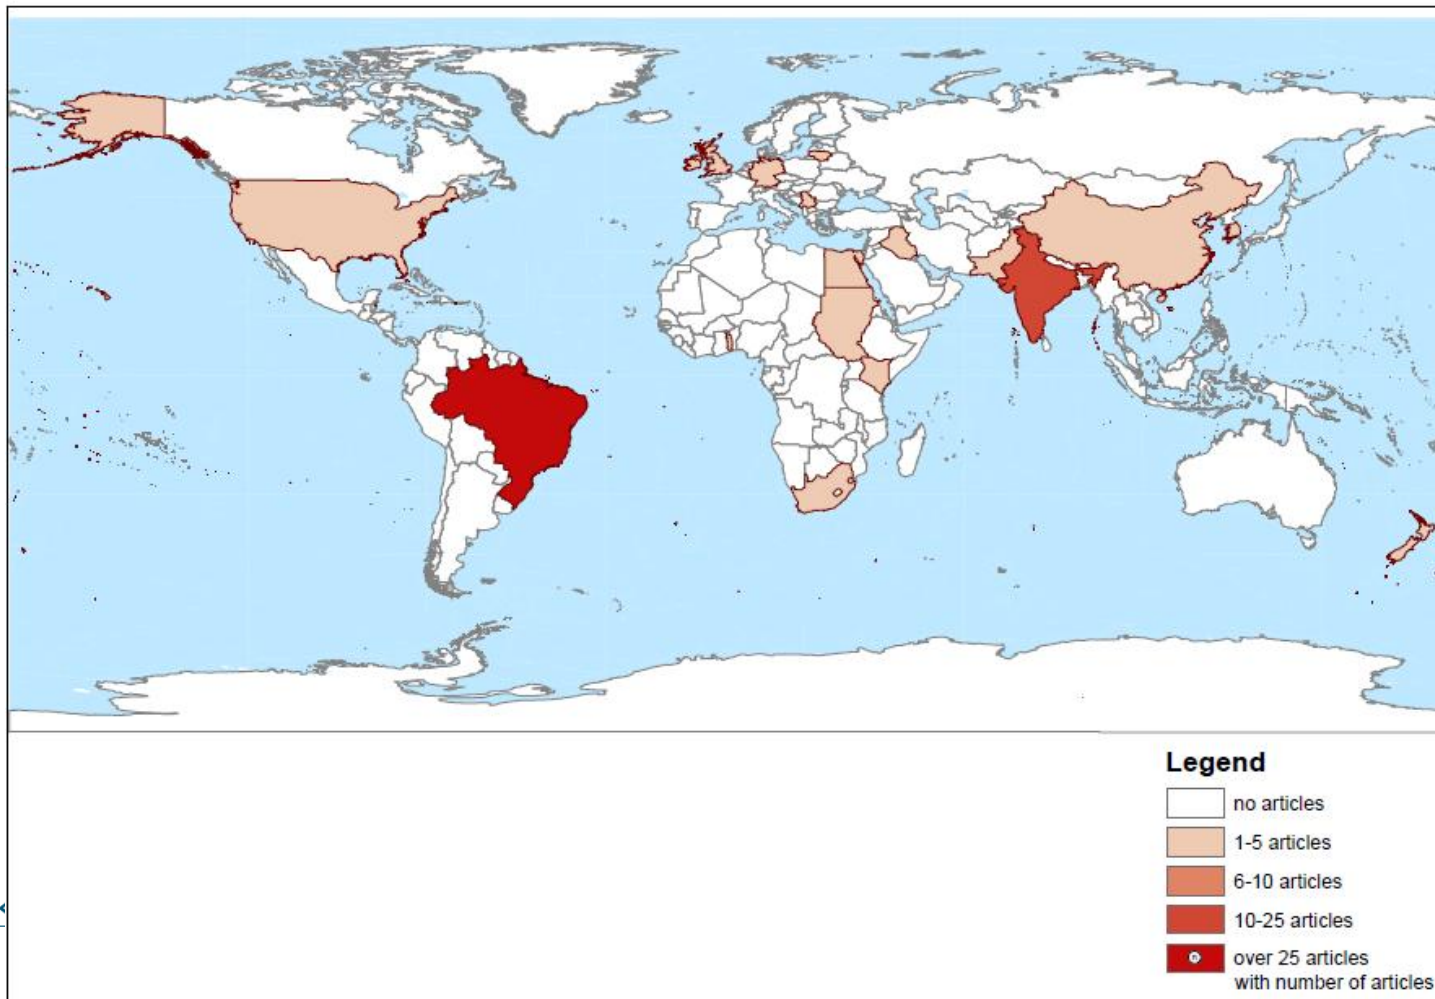 Legend
no articles
1-5 articles
6-10 articles
10-25 articles
over 25 articles
with number of articles